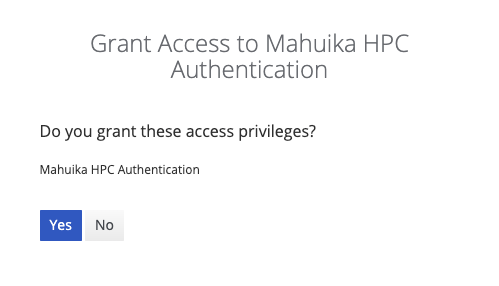 Grant Access to Mahuika HPC
Authentication
Do you grant these access privileges?
Mahuika HPC Authentication
Yes No